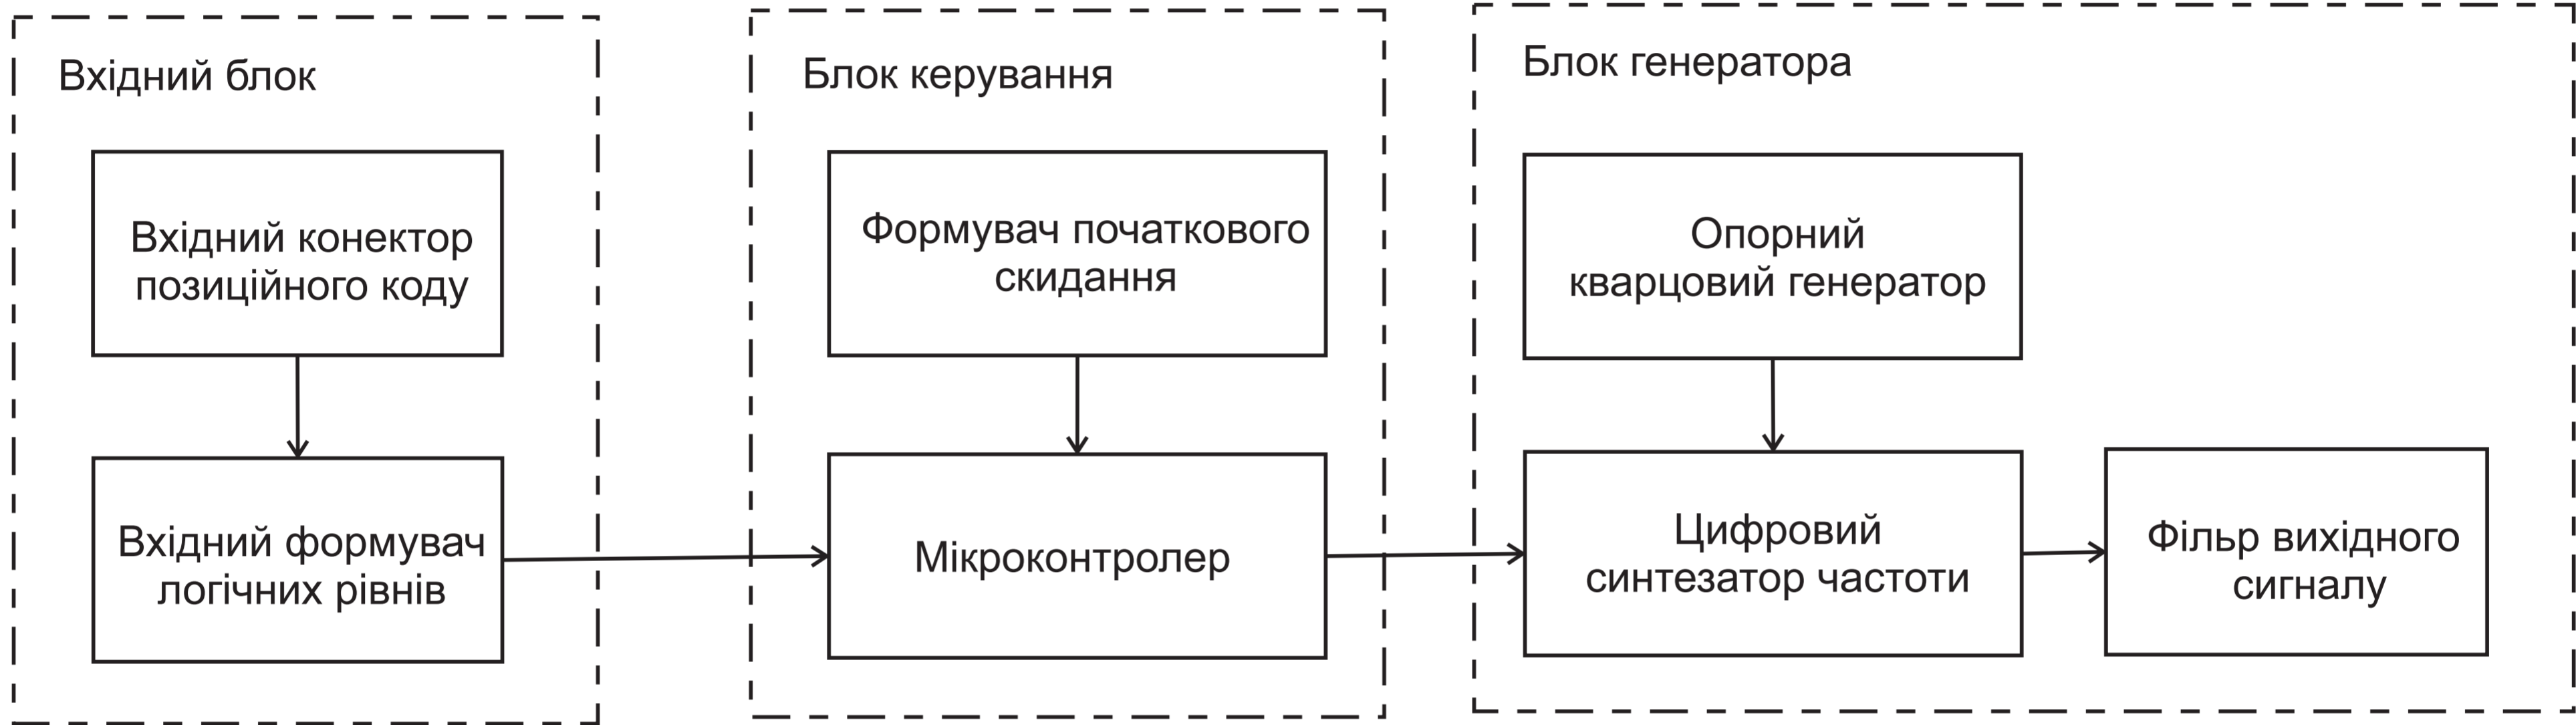 Вхідний блок
Вхідний конектор
позиційного коду
Вхідний формувач
логічних рівнів
Блок керування
Формувач початкового
скидання
Мікроконтролер
Блок генератора
Опорний
кварцовий генератор
Цифровий
синтезатор частоти
Фільр вихідного
сигналу